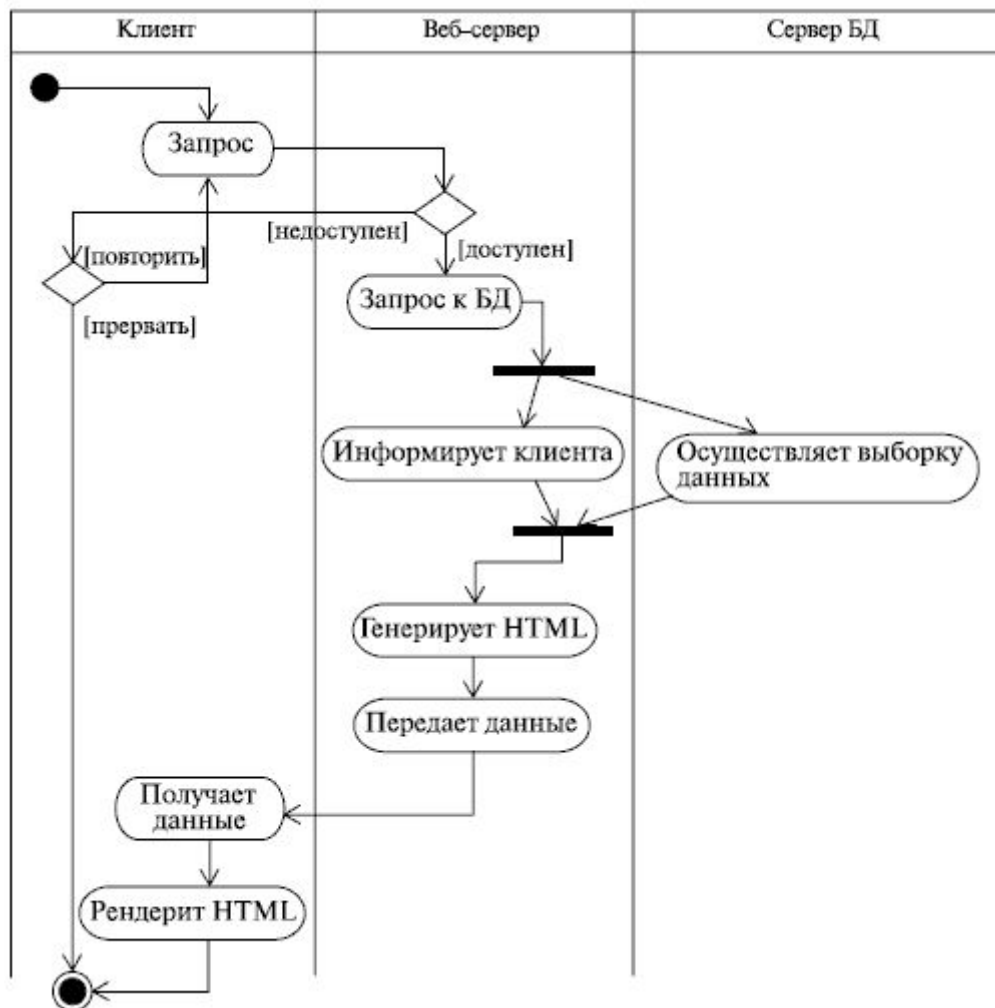 Клиент
Веб-сервер
Сервер БД
Запрос
[недоступен]
[доступен]
[повторить]
Запрос к БД
[прервать]
Информирует клиента
Осуществляет выборку
данных
Генерирует HTML
Передает данные
Получает
данные
Рендерит HTML